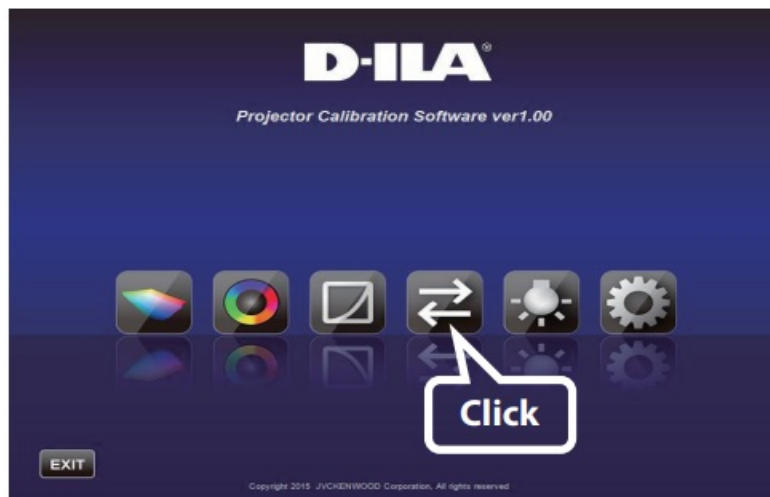 D-ILA®
Projector Calibration Software ver1.00
Click
EXIT
Copyright 2015 JVCKENWOOD Corporation, All rights reserved